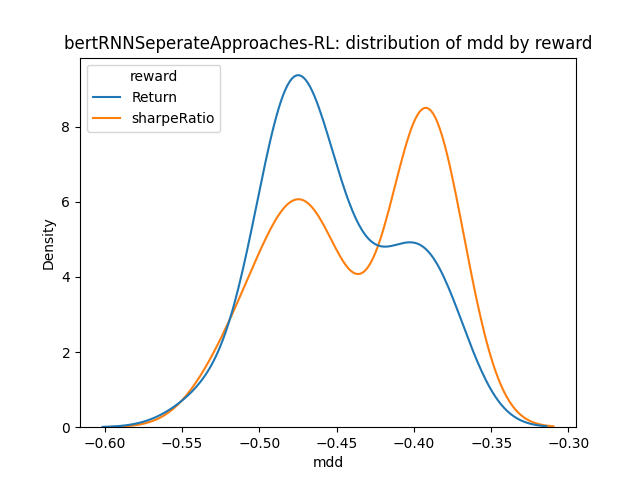 bertRNNSeperateApproaches-RL: distribution of mdd by reward
reward
Return
sharpeRatio
Density
8
6
4
2
0
−0.60 −0.55 −0.50 −0.45 −0.40 −0.35 −0.30
mdd